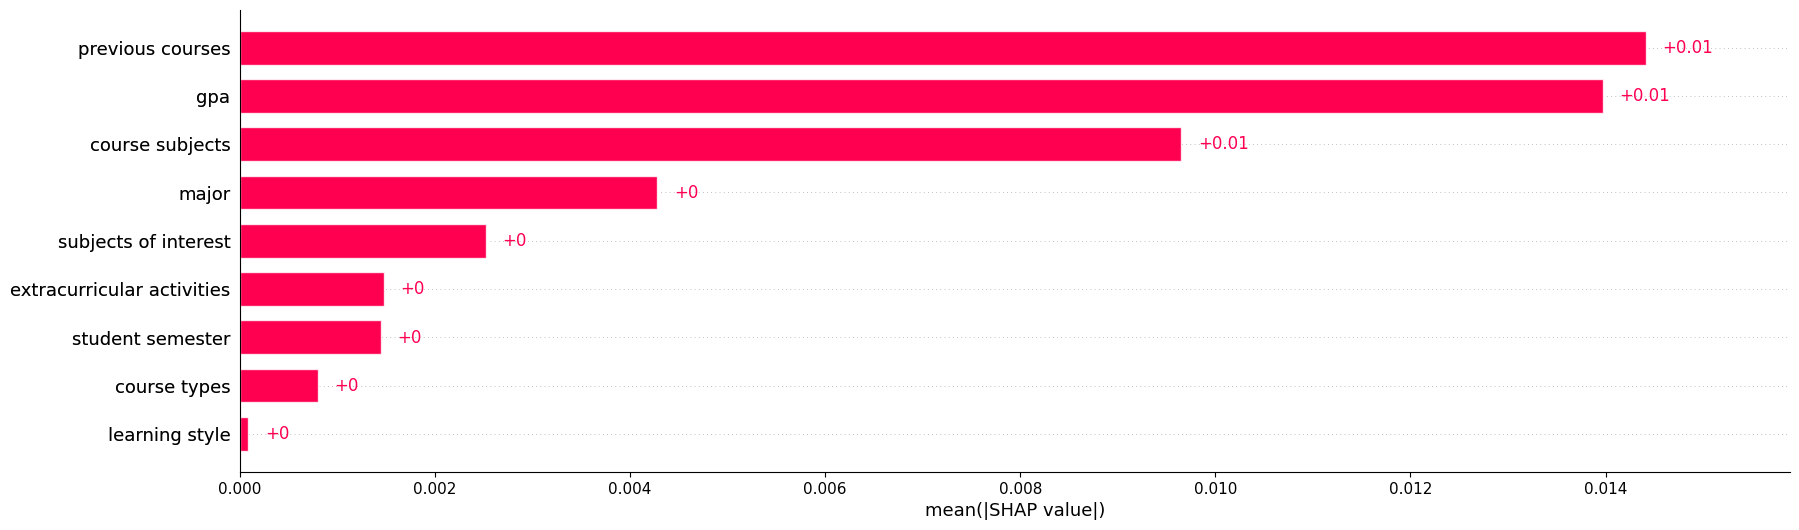 previous courses +0.01
gpa +0.01
course subjects +0.01
major +0
subjects of interest +0
extracurricular activities +0
student semester +0
course types +0
learning style +0
0.000 0.002 0.004 0.006 0.008 0.010 0.012 0.014
mean(|SHAP value|)